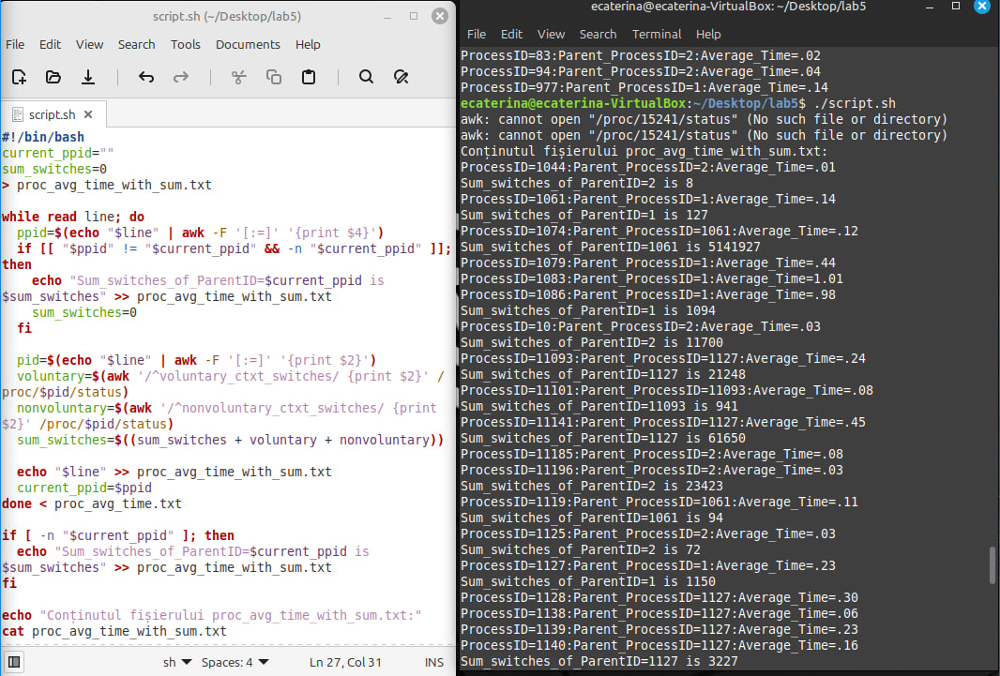 script.sh (~/Desktop/lab5)
File Edit View Search Tools Documents Help
script.sh
#!/bin/bash
current_ppid=""
sum_switches=0
> proc_avg_time_with_sum.txt
while read line; do
ppid=$(echo "$line" | awk -F '[:=]' '{print $4}')
if [[ "$ppid" != "$current_ppid" && -n "$current_ppid" ]];
then
echo "Sum_switches_of_ParentID=$current_ppid is
$sum_switches" >> proc_avg_time_with_sum.txt
sum_switches=0
fi
pid=$(echo "$line" | awk -F '[:=]' '{print $2}')
voluntary=$(awk '/^voluntary_ctxt_switches/ {print $2}' /
proc/$pid/status)
nonvoluntary=$(awk '/^nonvoluntary_ctxt_switches/ {print
$2}' /proc/$pid/status)
sum_switches=$((sum_switches + voluntary + nonvoluntary))
echo "$line" >> proc_avg_time_with_sum.txt
current_ppid=$ppid
done < proc_avg_time.txt
if [ -n "$current_ppid" ]; then
echo "Sum_switches_of_ParentID=$current_ppid is
$sum_switches" >> proc_avg_time_with_sum.txt
fi
echo "Conținutul fișierului proc_avg_time_with_sum.txt:"
cat proc_avg_time_with_sum.txt
sh Spaces: 4 Ln 27, Col 31 INS
ecaterina@ecaterina-VirtualBox: ~/Desktop/lab5
File Edit View Search Terminal Help
ProcessID=83:Parent_ProcessID=2:Average_Time=.02
ProcessID=94:Parent_ProcessID=2:Average_Time=.04
ProcessID=977:Parent_ProcessID=1:Average_Time=.14
ecaterina@ecaterina-VirtualBox:~/Desktop/lab5$ ./script.sh
awk: cannot open "/proc/15241/status" (No such file or directory)
awk: cannot open "/proc/15241/status" (No such file or directory)
Conținutul fișierului proc_avg_time_with_sum.txt:
ProcessID=1044:Parent_ProcessID=2:Average_Time=.01
Sum_switches_of_ParentID=2 is 8
ProcessID=1061:Parent_ProcessID=1:Average_Time=.14
Sum_switches_of_ParentID=1 is 127
ProcessID=1074:Parent_ProcessID=1061:Average_Time=.12
Sum_switches_of_ParentID=1061 is 5141927
ProcessID=1079:Parent_ProcessID=1:Average_Time=.44
ProcessID=1083:Parent_ProcessID=1:Average_Time=1.01
ProcessID=1086:Parent_ProcessID=1:Average_Time=.98
Sum_switches_of_ParentID=1 is 1094
ProcessID=10:Parent_ProcessID=2:Average_Time=.03
Sum_switches_of_ParentID=2 is 11700
ProcessID=11093:Parent_ProcessID=1127:Average_Time=.24
Sum_switches_of_ParentID=1127 is 21248
ProcessID=11101:Parent_ProcessID=11093:Average_Time=.08
Sum_switches_of_ParentID=11093 is 941
ProcessID=11141:Parent_ProcessID=1127:Average_Time=.45
Sum_switches_of_ParentID=1127 is 61650
ProcessID=11185:Parent_ProcessID=2:Average_Time=.08
ProcessID=11196:Parent_ProcessID=2:Average_Time=.03
Sum_switches_of_ParentID=2 is 23423
ProcessID=1119:Parent_ProcessID=1061:Average_Time=.11
Sum_switches_of_ParentID=1061 is 94
ProcessID=1125:Parent_ProcessID=2:Average_Time=.03
Sum_switches_of_ParentID=2 is 72
ProcessID=1127:Parent_ProcessID=1:Average_Time=.23
Sum_switches_of_ParentID=1 is 1150
ProcessID=1128:Parent_ProcessID=1127:Average_Time=.30
ProcessID=1138:Parent_ProcessID=1127:Average_Time=.06
ProcessID=1139:Parent_ProcessID=1127:Average_Time=.23
ProcessID=1140:Parent_ProcessID=1127:Average_Time=.16
Sum_switches_of_ParentID=1127 is 3227